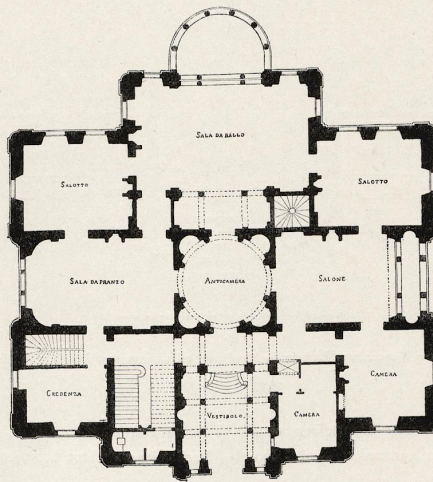 SALA DA BALLO
SALOTTO
SALOTTO
SALA DA PRANZO
ANTICAMERA
SALONE
CREDENZA
VESTIBOLO
CAMERA
CAMERA